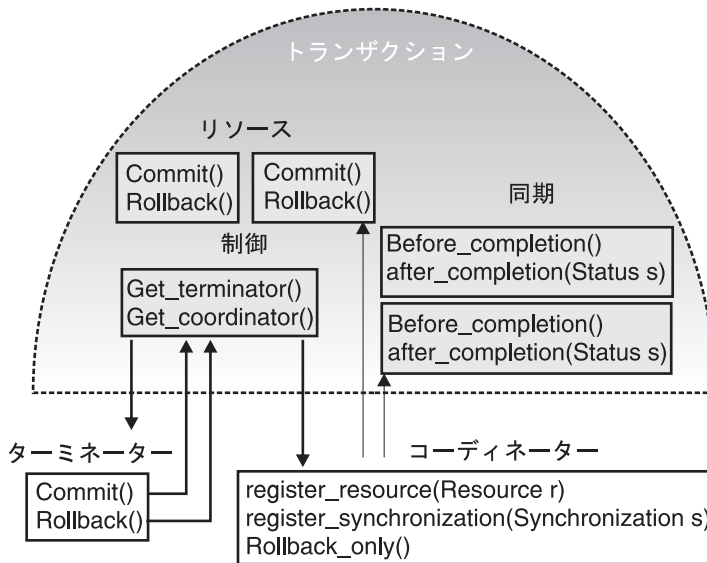 トランザクション
リソース
Commit()
Rollback()
Commit()
Rollback()
同期
Before_completion()
after_completion(Status s)
Before_completion()
after_completion(Status s)
制御
Get_terminator()
Get_coordinator()
ターミネーター
Commit()
Rollback()
コーディネーター
register_resource(Resource r)
register_synchronization(Synchronization s)
Rollback_only()